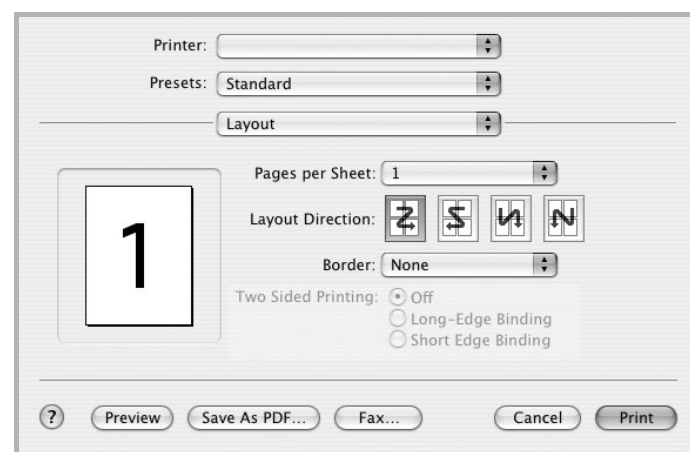 Printer:
Presets: Standard
Layout
Pages per Sheet: 1
Layout Direction:
Border: None
Two Sided Printing: Off
Long-Edge Binding
Short Edge Binding
1
? Preview Save As PDF... Fax... Cancel Print